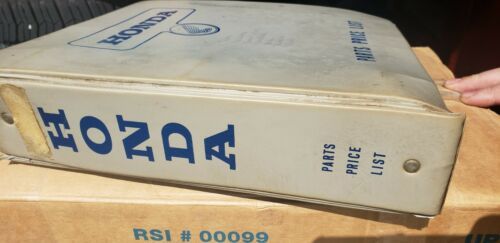 HONDA
PARTS PRICE LIST
HONDA
PARTS
PRICE
LIST
RSI # 00099